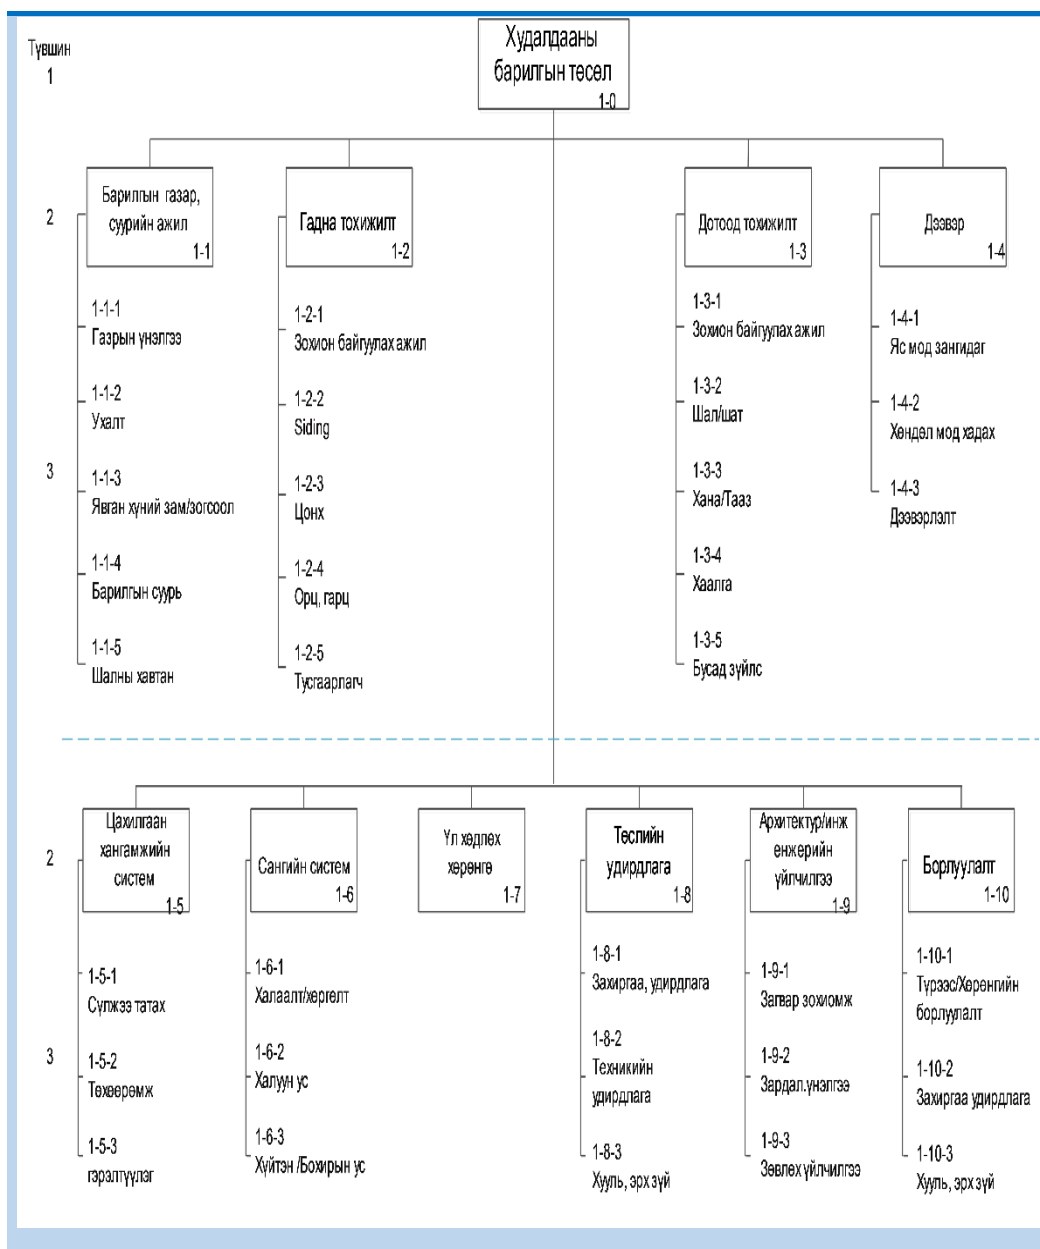 Түвшин
1
Худалдааны
барилгын төсөл
1-0
2
Барилгын газар,
суурийн ажил
1-1
Гадна тохижилт
1-2
Дотоод тохижилт
1-3
Дээвэр
1-4
3
1-1-1
Газрын үнэлгээ
1-1-2
Ухалт
1-1-3
Явган хүний зам/зогсоол
1-1-4
Барилгын суурь
1-1-5
Шалны хавтан
1-2-1
Зохион байгуулах ажил
1-2-2
Siding
1-2-3
Цонх
1-2-4
Орц, гарц
1-2-5
Тусгаарлагч
1-3-1
Зохион байгуулах ажил
1-3-2
Шал/шат
1-3-3
Хана/Тааз
1-3-4
Хаалга
1-3-5
Бусад зүйлс
1-4-1
Яс мод зангидаг
1-4-2
Хөндөл мод хадах
1-4-3
Дээвэрлэлт
2
Цахилгаан
хангамжийн
систем
1-5
Сангийн систем
1-6
Үл хөдлөх
хөрөнгө
1-7
Төслийн
удирдлага
1-8
Архитектур/инж
енжерийн
үйлчилгээ
1-9
Борлуулалт
1-10
3
1-5-1
Сүлжээ татах
1-5-2
Төхөөрөмж
1-5-3
гэрэлтүүлэг
1-6-1
Халаалт/хөргөлт
1-6-2
Халуун ус
1-6-3
Хүйтэн /Бохирын ус
1-8-1
Захиргаа, удирдлага
1-8-2
Техникийн
удирдлага
1-8-3
Хууль, эрх зүй
1-9-1
Загвар зохиомж
1-9-2
Зардал.үнэлгээ
1-9-3
Зөвлөх үйлчилгээ
1-10-1
Түрээс/Хөрөнгийн
борлуулалт
1-10-2
Захиргаа удирдлага
1-10-3
Хууль, эрх зүй